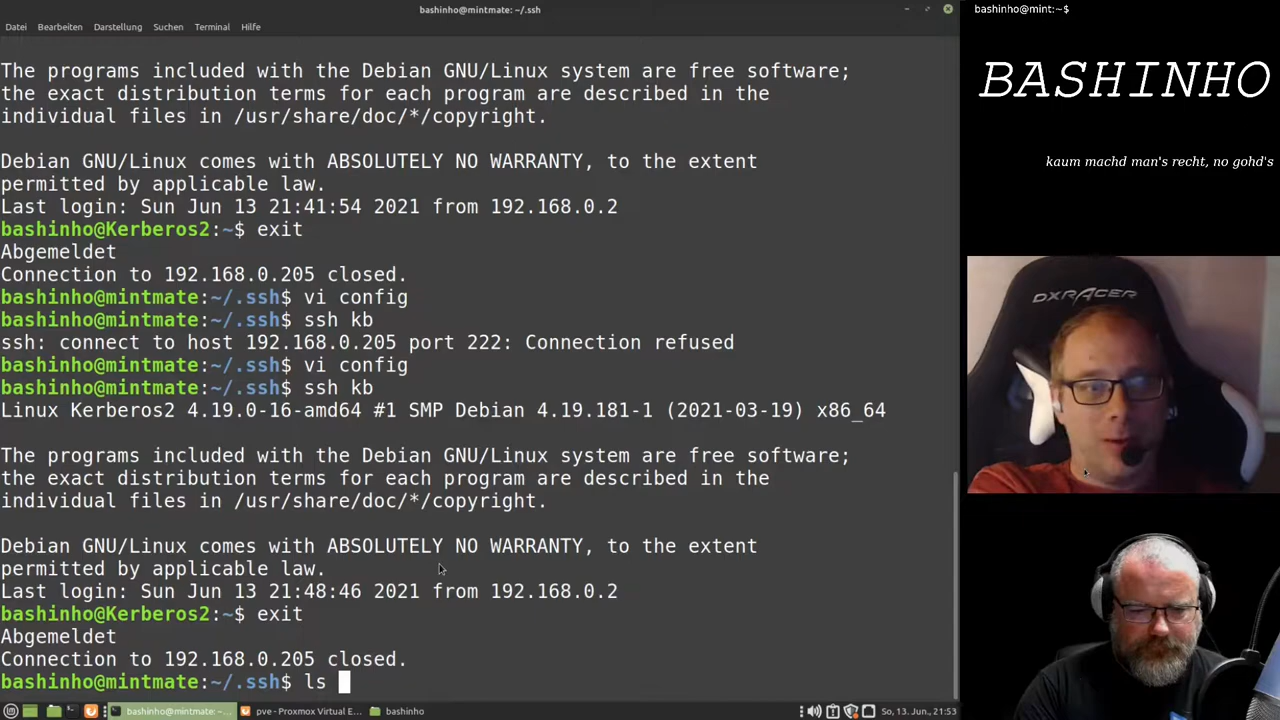 bashinho@mintmate: ~/.ssh
Datei Bearbeiten Darstellung Suchen Terminal Hilfe
The programs included with the Debian GNU/Linux system are free software;
the exact distribution terms for each program are described in the
individual files in /usr/share/doc/*/copyright.
Debian GNU/Linux comes with ABSOLUTELY NO WARRANTY, to the extent
permitted by applicable law.
Last login: Sun Jun 13 21:41:54 2021 from 192.168.0.2
bashinho@Kerberos2:~$ exit
Abgemeldet
Connection to 192.168.0.205 closed.
bashinho@mintmate:~/.ssh$ vi config
bashinho@mintmate:~/.ssh$ ssh kb
ssh: connect to host 192.168.0.205 port 222: Connection refused
bashinho@mintmate:~/.ssh$ vi config
bashinho@mintmate:~/.ssh$ ssh kb
Linux Kerberos2 4.19.0-16-amd64 #1 SMP Debian 4.19.181-1 (2021-03-19) x86_64
The programs included with the Debian GNU/Linux system are free software;
the exact distribution terms for each program are described in the
individual files in /usr/share/doc/*/copyright.
Debian GNU/Linux comes with ABSOLUTELY NO WARRANTY, to the extent
permitted by applicable law.
Last login: Sun Jun 13 21:48:46 2021 from 192.168.0.2
bashinho@Kerberos2:~$ exit
Abgemeldet
Connection to 192.168.0.205 closed.
bashinho@mintmate:~/.ssh$ ls
bashinho@mintmate: ~/.ssh
pve - Proxmox Virtual E...
bashinho
So, 13. Jun., 21:53
bashinho@mint:~$
BASHINHO
kaum machd man's recht, no gohd's
DXRACER